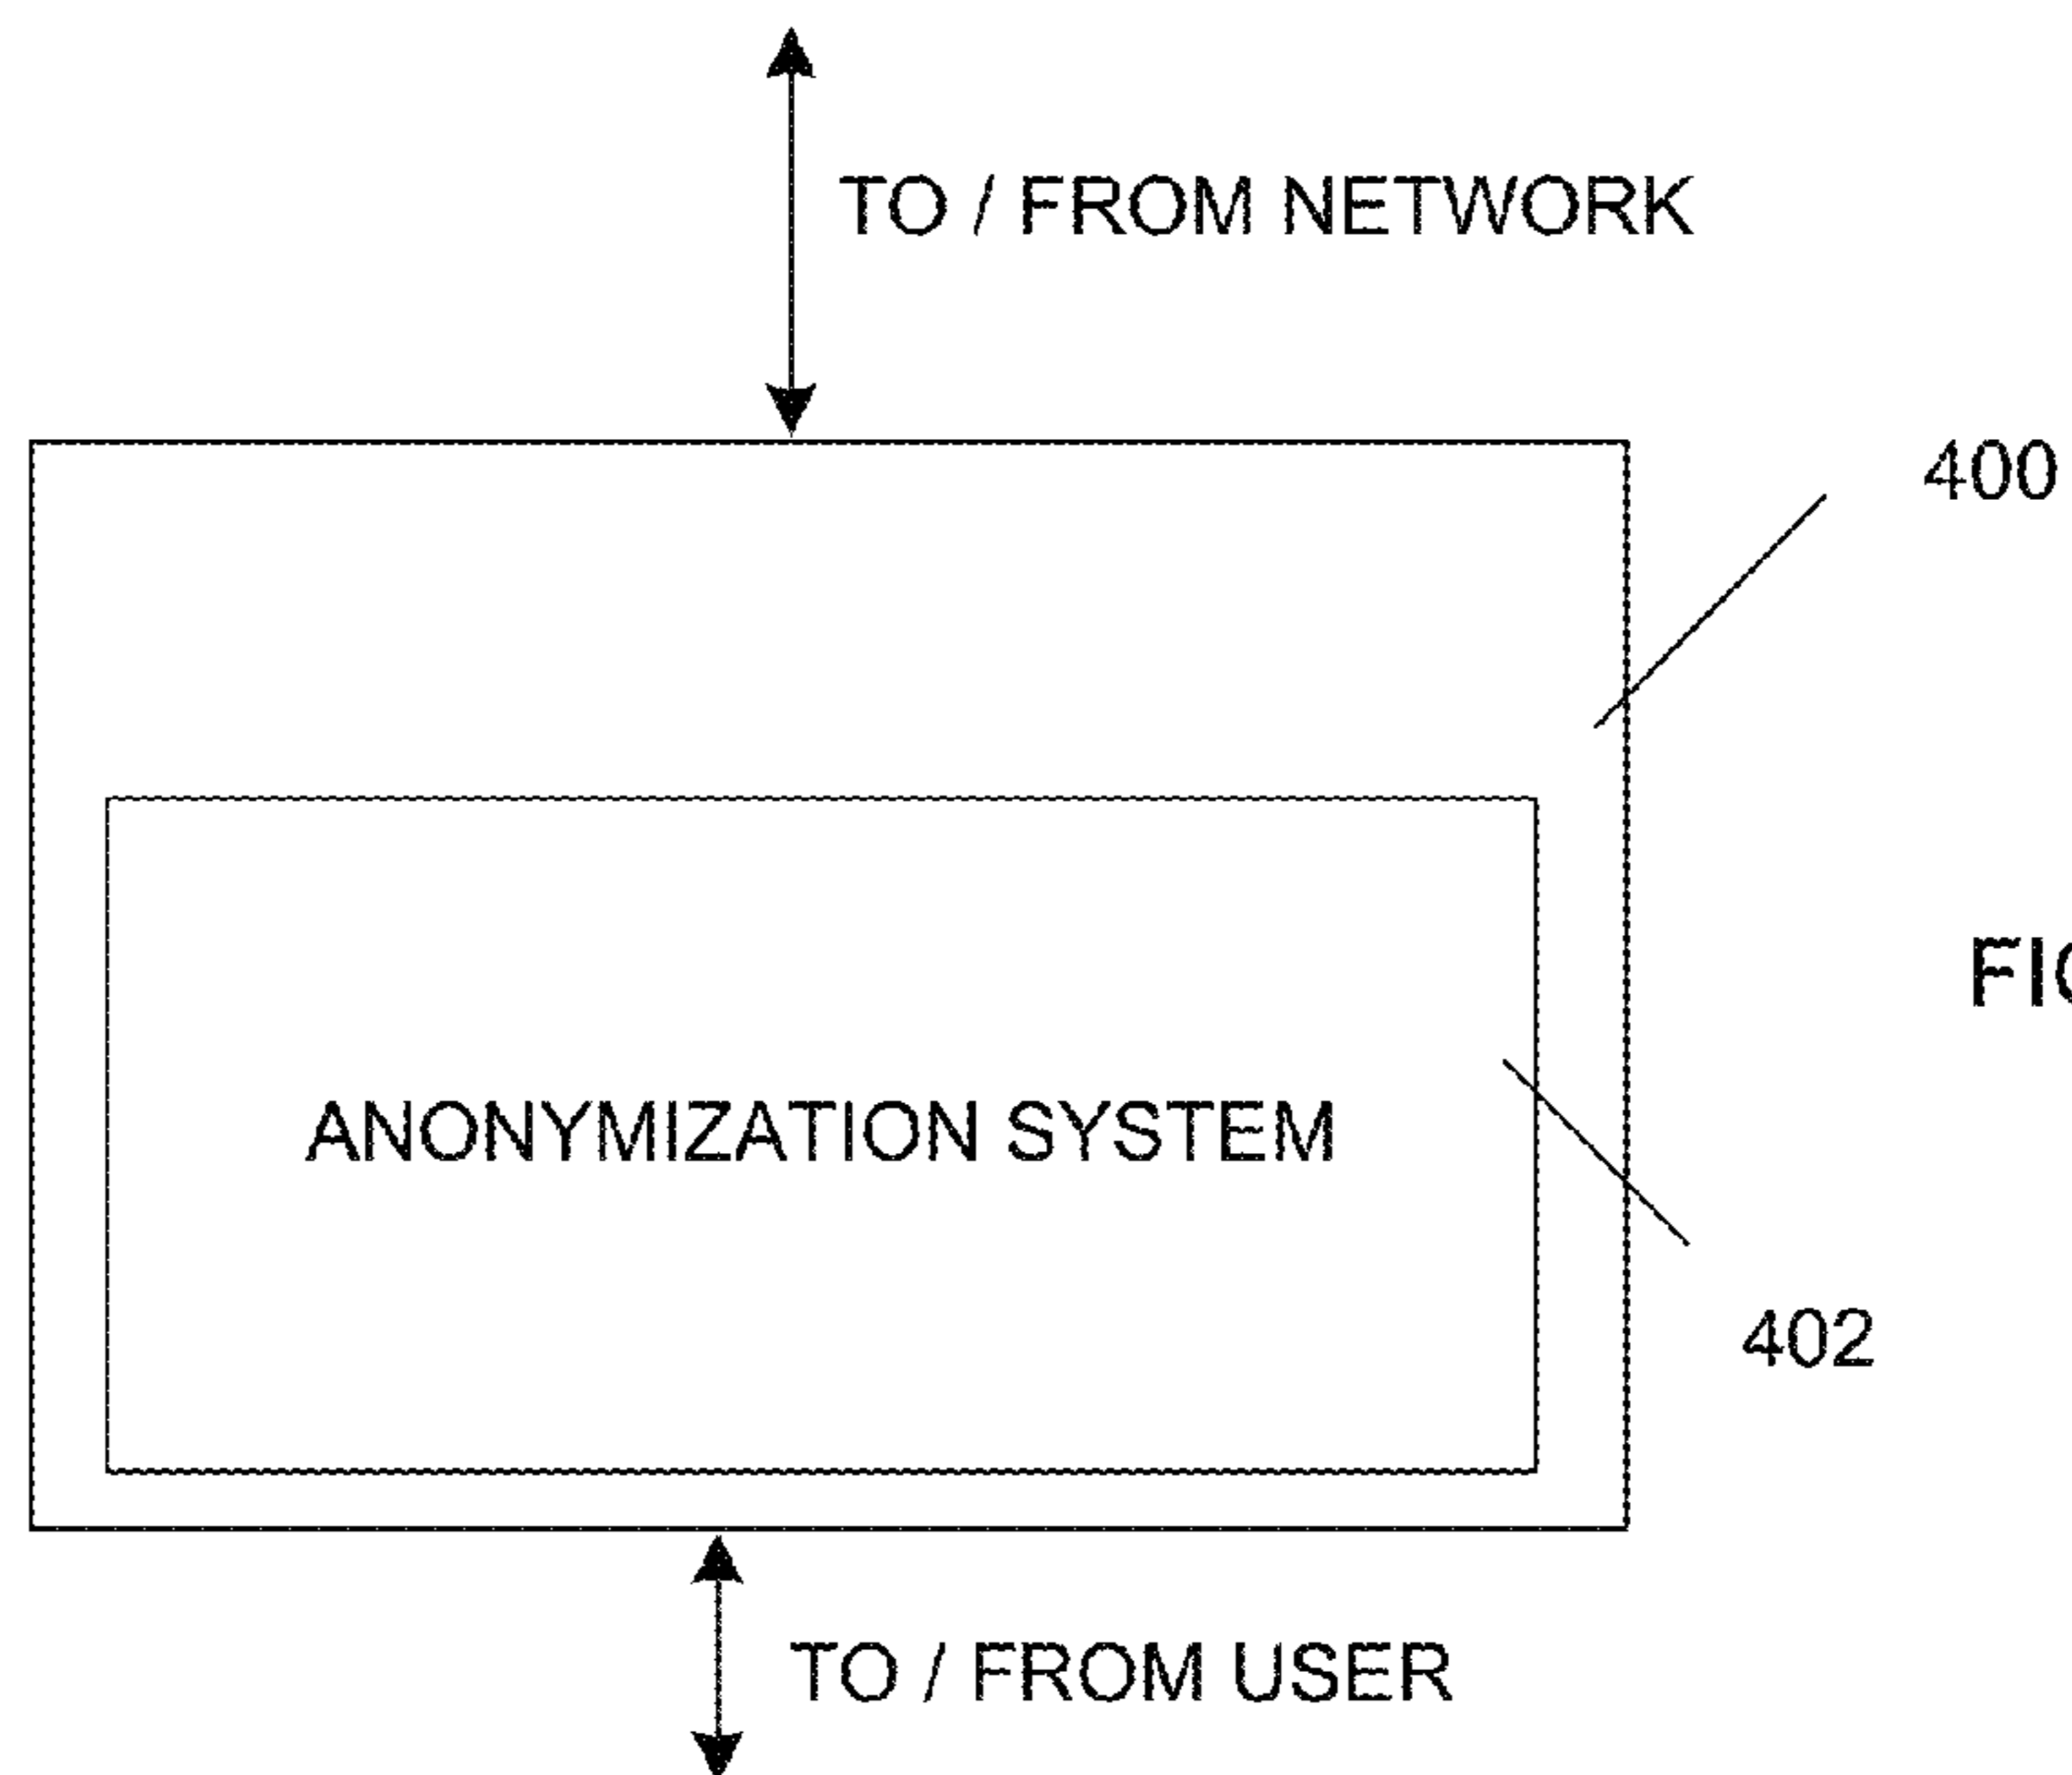 TO / FROM NETWORK
400
ANONYMIZATION SYSTEM
402
TO / FROM USER